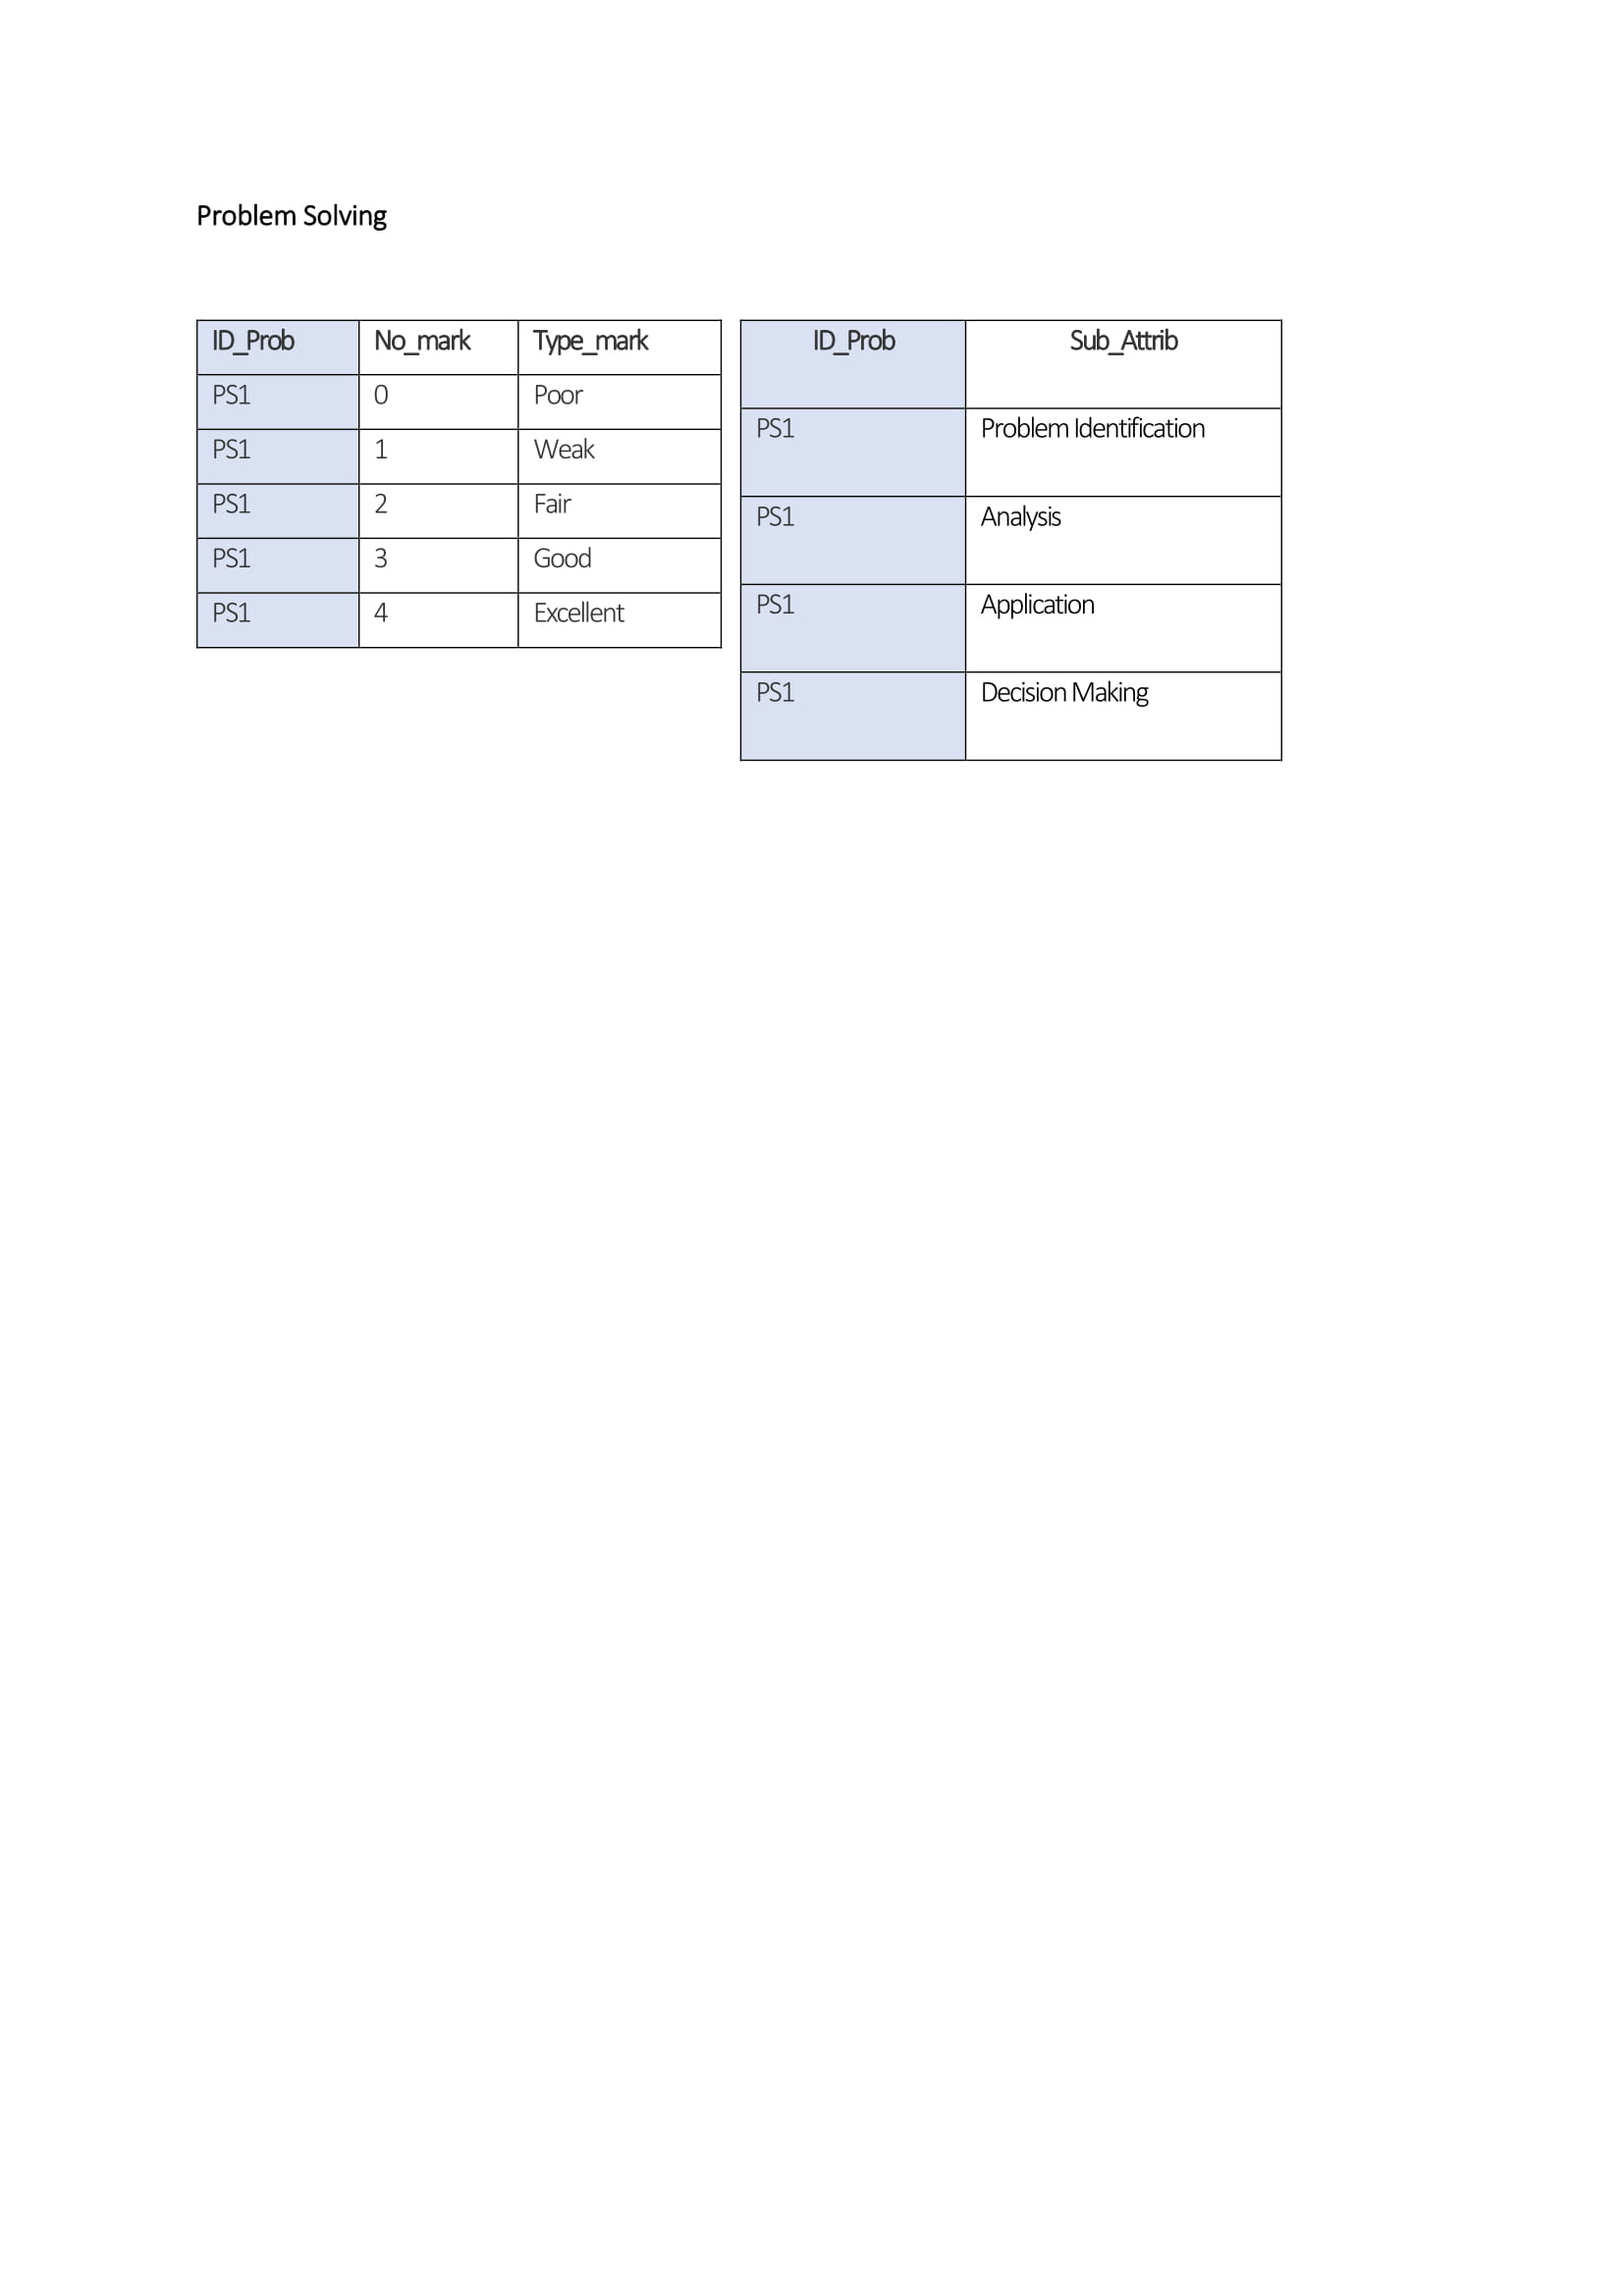 Problem Solving
ID_Prob No_mark Type_mark
PS1 0 Poor
PS1 1 Weak
PS1 2 Fair
PS1 3 Good
PS1 4 Excellent
ID_Prob Sub_Attrib
PS1 Problem Identification
PS1 Analysis
PS1 Application
PS1 Decision Making